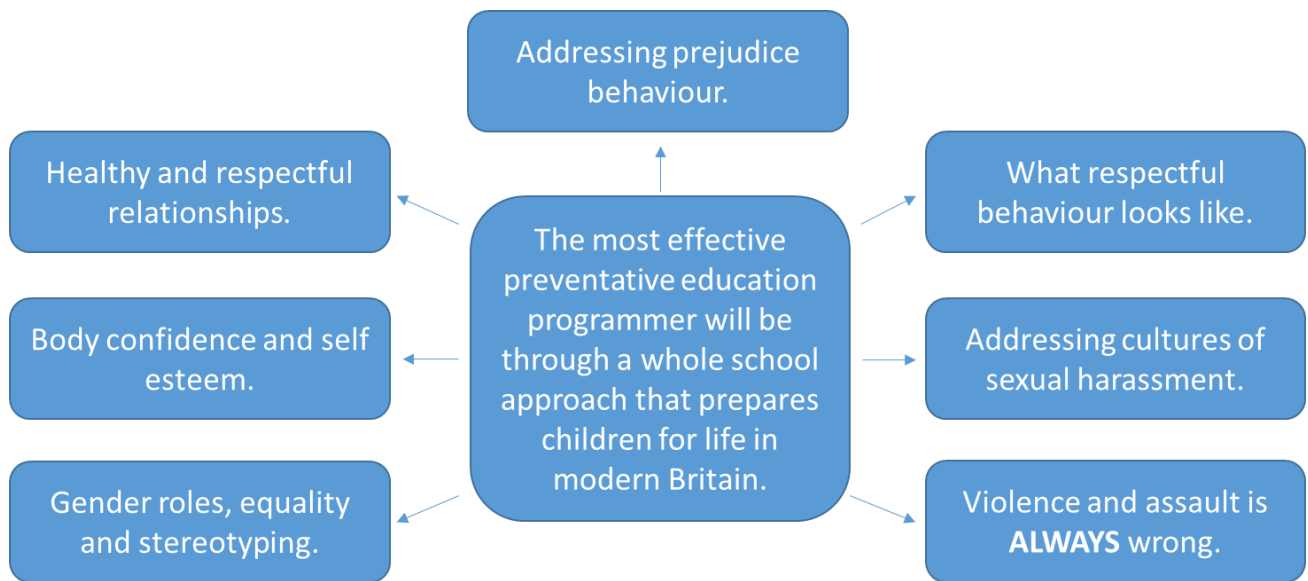 Addressing prejudice
behaviour.
Healthy and respectful
relationships.
What respectful
behaviour looks like.
The most effective
preventative education
programmer will be
through a whole school
approach that prepares
children for life in
modern Britain.
Body confidence and self
esteem.
Addressing cultures of
sexual harassment.
Gender roles, equality
and stereotyping.
Violence and assault is
ALWAYS wrong.